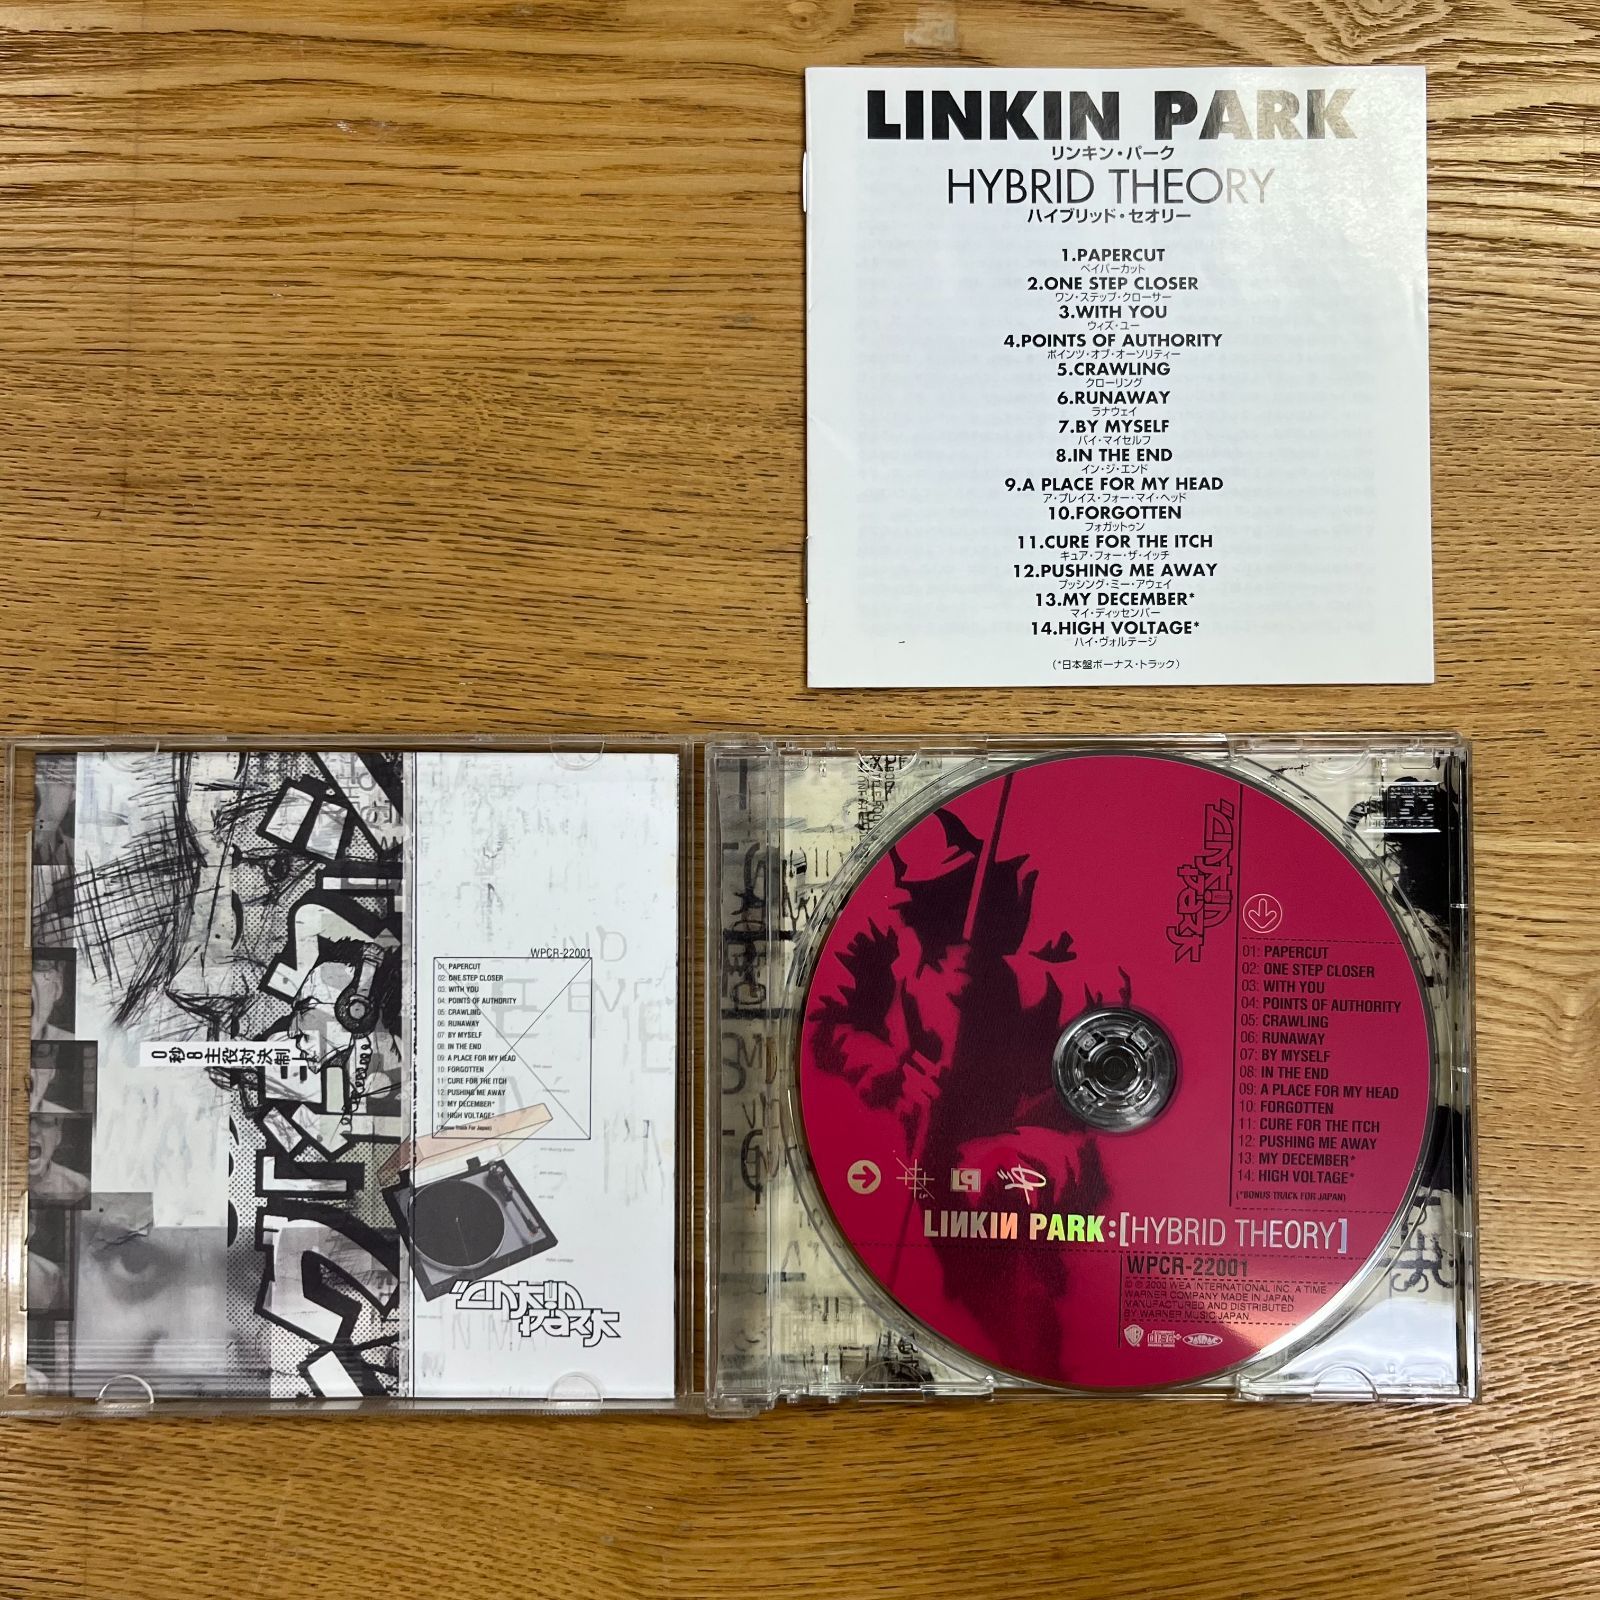 LINKIN PARK
リンキン・パーク
HYBRID THEORY
ハイブリッド・セオリー
1.PAPERCUT
ペイパーカット
2.ONE STEP CLOSER
ワン・ステップ・クローサー
3.WITH YOU
ウィズ・ユー
4.POINTS OF AUTHORITY
ポインツ・オブ・オーソリティー
5.CRAWLING
クローリング
6.RUNAWAY
ラナウェイ
7.BY MYSELF
バイ・マイセルフ
8.IN THE END
イン・ジ・エンド
9.A PLACE FOR MY HEAD
ア・プレイス・フォー・マイ・ヘッド
10.FORGOTTEN
フォガットゥン
11.CURE FOR THE ITCH
キュア・フォー・ザ・イッチ
12.PUSHING ME AWAY
プッシング・ミー・アウェイ
13.MY DECEMBER*
マイ・ディッセンバー
14.HIGH VOLTAGE*
ハイ・ヴォルテージ
(*日本盤ボーナス・トラック)
WPCR-22001
01: PAPERCUT
02: ONE STEP CLOSER
03: WITH YOU
04: POINTS OF AUTHORITY
05: CRAWLING
06: RUNAWAY
07: BY MYSELF
08: IN THE END
09: A PLACE FOR MY HEAD
10: FORGOTTEN
11: CURE FOR THE ITCH
12: PUSHING ME AWAY
13: MY DECEMBER*
14: HIGH VOLTAGE*
(*Bonus Track For Japan)
0秒8主役対決制
LINKIN PARK
LINKIN PARK
01: PAPERCUT
02: ONE STEP CLOSER
03: WITH YOU
04: POINTS OF AUTHORITY
05: CRAWLING
06: RUNAWAY
07: BY MYSELF
08: IN THE END
09: A PLACE FOR MY HEAD
10: FORGOTTEN
11: CURE FOR THE ITCH
12: PUSHING ME AWAY
13: MY DECEMBER*
14: HIGH VOLTAGE*
(*BONUS TRACK FOR JAPAN)
LINKIN PARK:[HYBRID THEORY]
WPCR-22001
℗ © 2000 WEA INTERNATIONAL INC. A TIME
WARNER COMPANY MADE IN JAPAN
MANUFACTURED AND DISTRIBUTED
BY WARNER MUSIC JAPAN